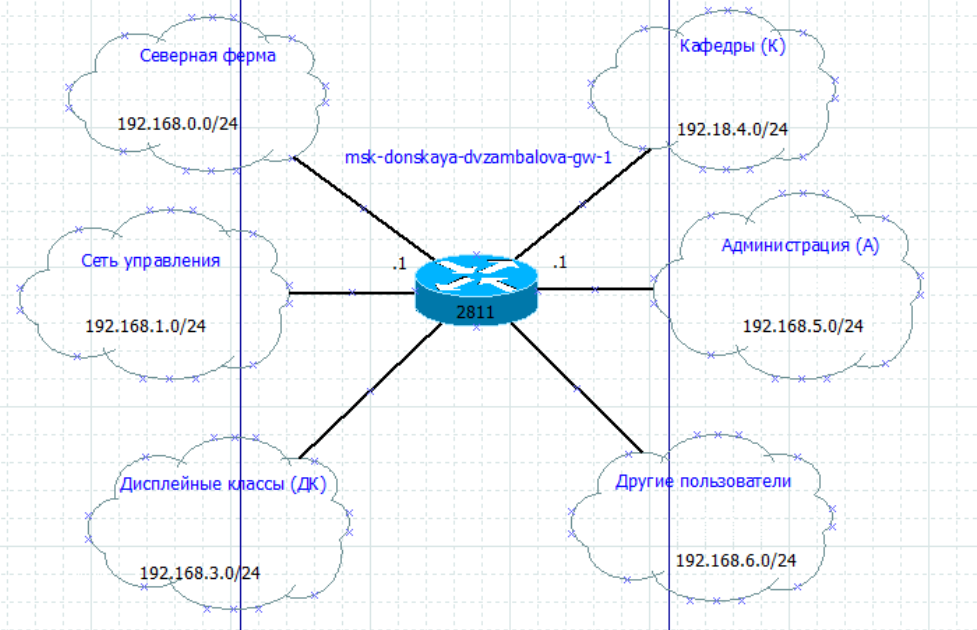 Северная ферма
192.168.0.0/24
Кафедры (К)
192.18.4.0/24
msk-donskaya-dvzambalova-gw-1
Сеть управления
192.168.1.0/24
.1
.1
2811
Администрация (А)
192.168.5.0/24
Дисплейные классы (ДК)
192.168.3.0/24
Другие пользователи
192.168.6.0/24